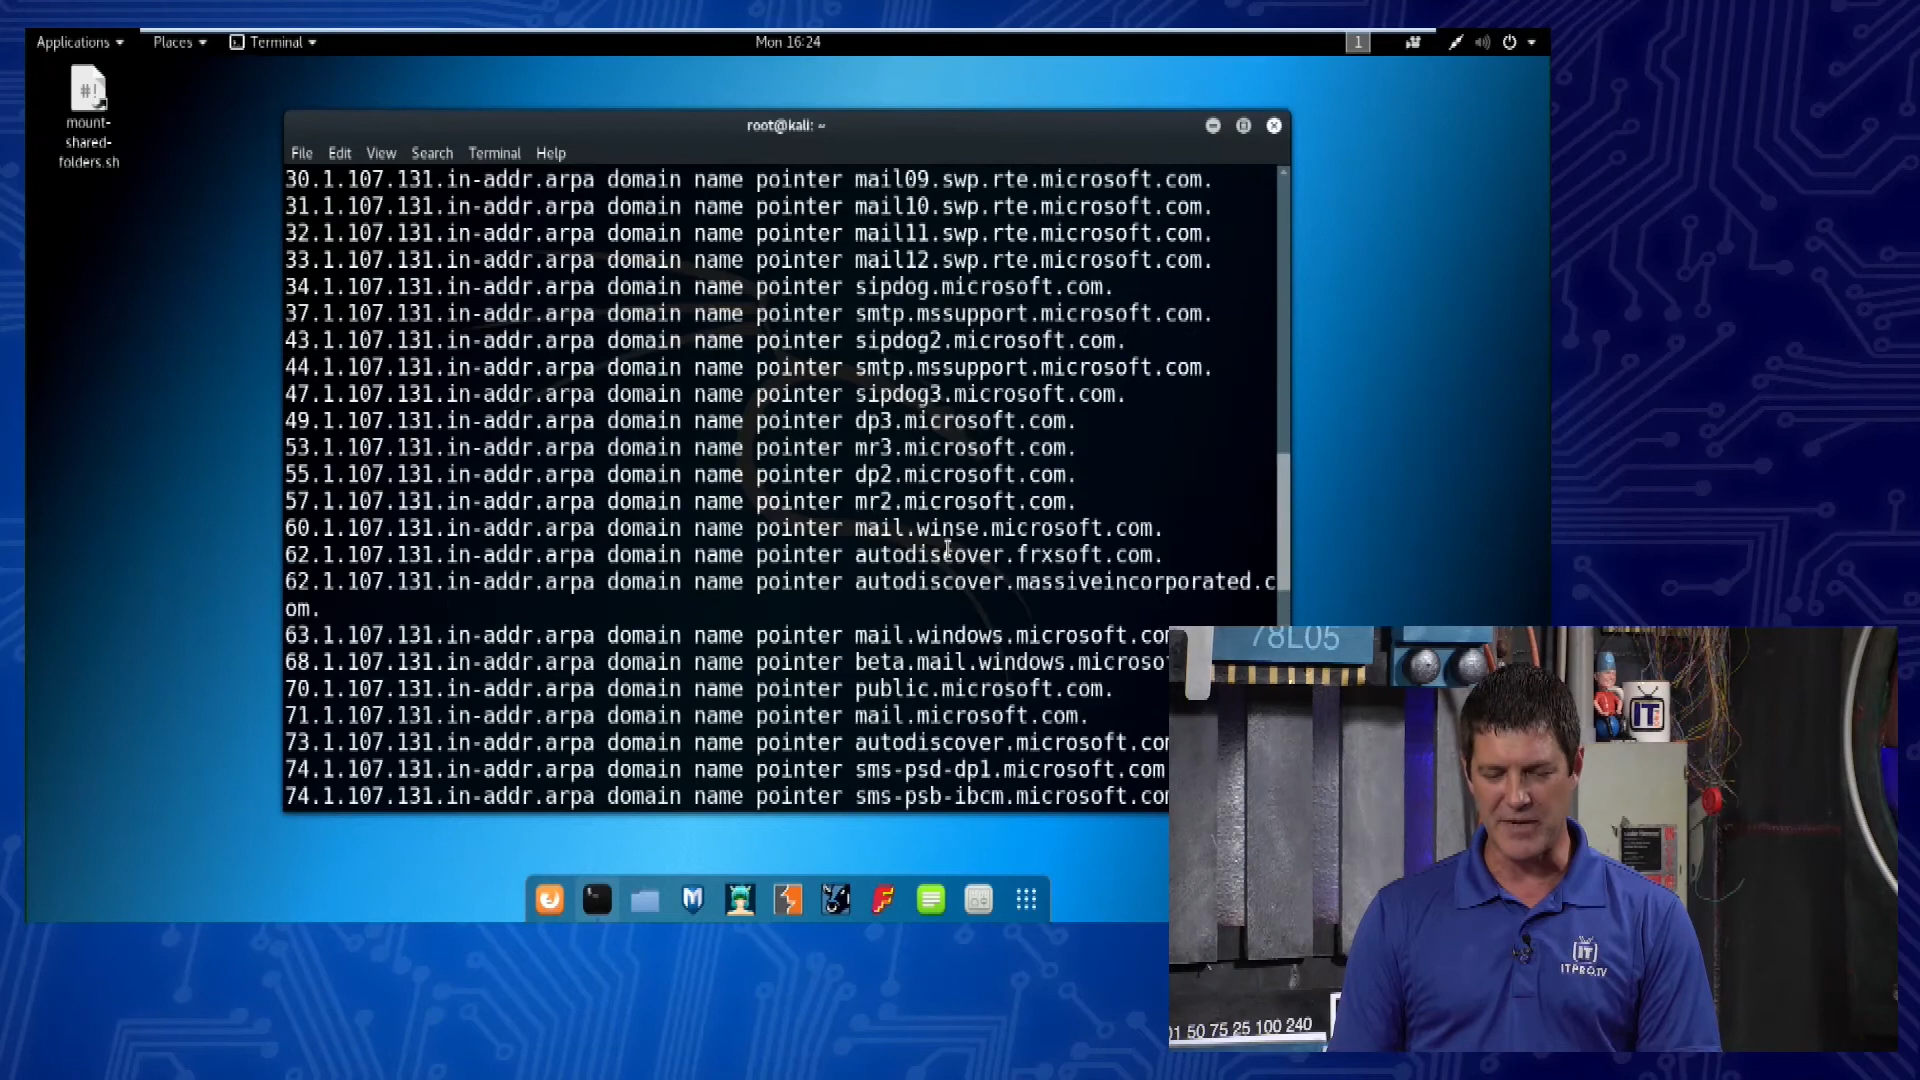 Applications Places Terminal Mon 16:24 1
#!
mount-
shared-
folders.sh
root@kali: ~
File Edit View Search Terminal Help
30.1.107.131.in-addr.arpa domain name pointer mail09.swp.rte.microsoft.com.
31.1.107.131.in-addr.arpa domain name pointer mail10.swp.rte.microsoft.com.
32.1.107.131.in-addr.arpa domain name pointer mail11.swp.rte.microsoft.com.
33.1.107.131.in-addr.arpa domain name pointer mail12.swp.rte.microsoft.com.
34.1.107.131.in-addr.arpa domain name pointer sipdog.microsoft.com.
37.1.107.131.in-addr.arpa domain name pointer smtp.mssupport.microsoft.com.
43.1.107.131.in-addr.arpa domain name pointer sipdog2.microsoft.com.
44.1.107.131.in-addr.arpa domain name pointer smtp.mssupport.microsoft.com.
47.1.107.131.in-addr.arpa domain name pointer sipdog3.microsoft.com.
49.1.107.131.in-addr.arpa domain name pointer dp3.microsoft.com.
53.1.107.131.in-addr.arpa domain name pointer mr3.microsoft.com.
55.1.107.131.in-addr.arpa domain name pointer dp2.microsoft.com.
57.1.107.131.in-addr.arpa domain name pointer mr2.microsoft.com.
60.1.107.131.in-addr.arpa domain name pointer mail.winse.microsoft.com.
62.1.107.131.in-addr.arpa domain name pointer autodiscover.frxsoft.com.
62.1.107.131.in-addr.arpa domain name pointer autodiscover.massiveincorporated.c
om.
63.1.107.131.in-addr.arpa domain name pointer mail.windows.microsoft.com
68.1.107.131.in-addr.arpa domain name pointer beta.mail.windows.microsof
70.1.107.131.in-addr.arpa domain name pointer public.microsoft.com.
71.1.107.131.in-addr.arpa domain name pointer mail.microsoft.com.
73.1.107.131.in-addr.arpa domain name pointer autodiscover.microsoft.com
74.1.107.131.in-addr.arpa domain name pointer sms-psd-dp1.microsoft.com
74.1.107.131.in-addr.arpa domain name pointer sms-psb-ibcm.microsoft.com
78L05
IT
IT
ITPRO.TV
01 50 75 25 100 240